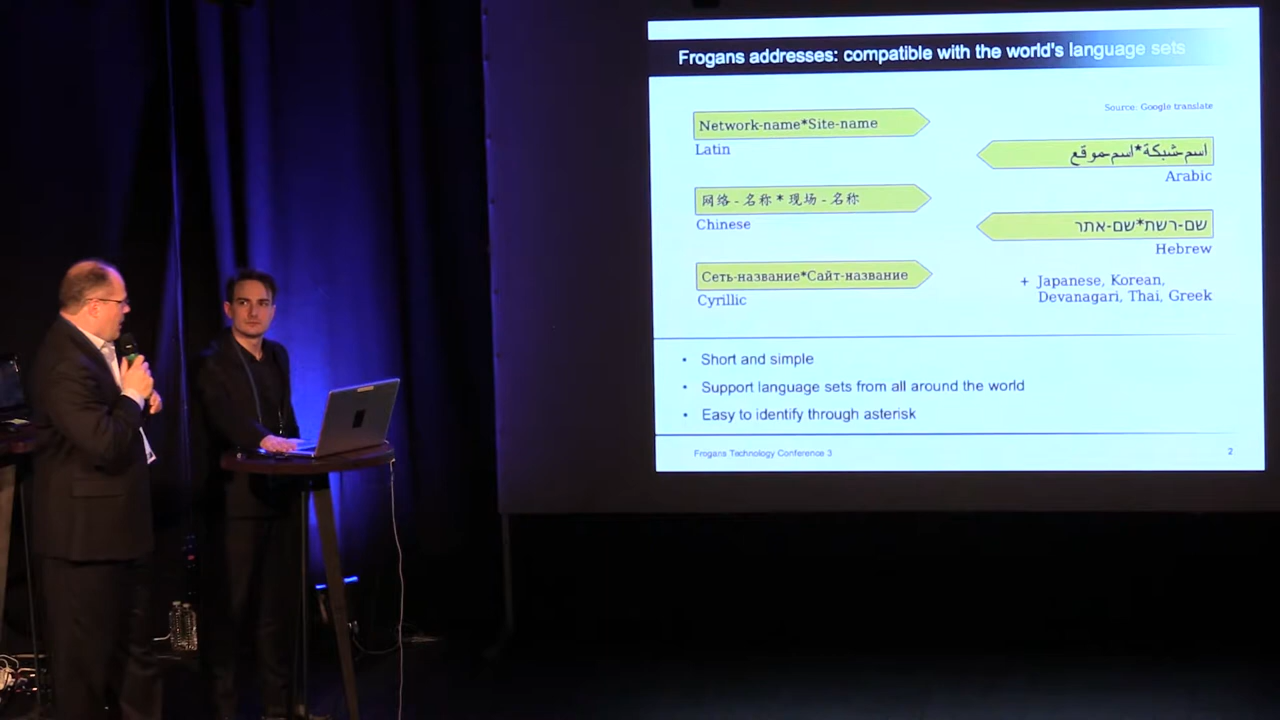 Frogans addresses: compatible with the world's language sets
Source: Google translate
Network-name*Site-name
Latin
اسم-شبكة*اسم-موقع
Arabic
网络 - 名称 * 现场 - 名称
Chinese
שם-רשת*שם-אתר
Hebrew
Сеть-название*Сайт-название
Cyrillic
+ Japanese, Korean,
Devanagari, Thai, Greek
• Short and simple
• Support language sets from all around the world
• Easy to identify through asterisk
Frogans Technology Conference 3
2